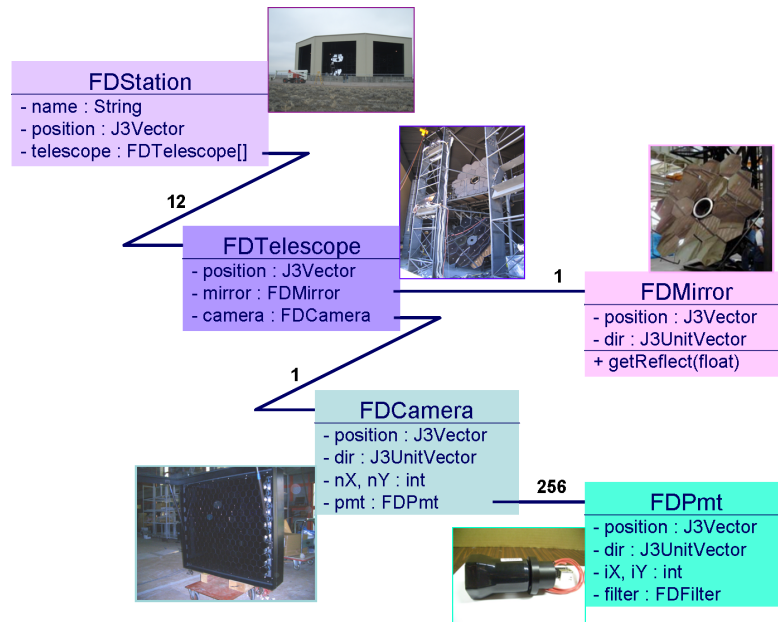 FDStation
- name : String
- position : J3Vector
- telescope : FDTelescope[]
12
FDTelescope
- position : J3Vector
- mirror : FDMirror
- camera : FDCamera
1
FDMirror
- position : J3Vector
- dir : J3UnitVector
+ getReflect(float)
1
FDCamera
- position : J3Vector
- dir : J3UnitVector
- nX, nY : int
- pmt : FDPmt
256
FDPmt
- position : J3Vector
- dir : J3UnitVector
- iX, iY : int
- filter : FDFilter